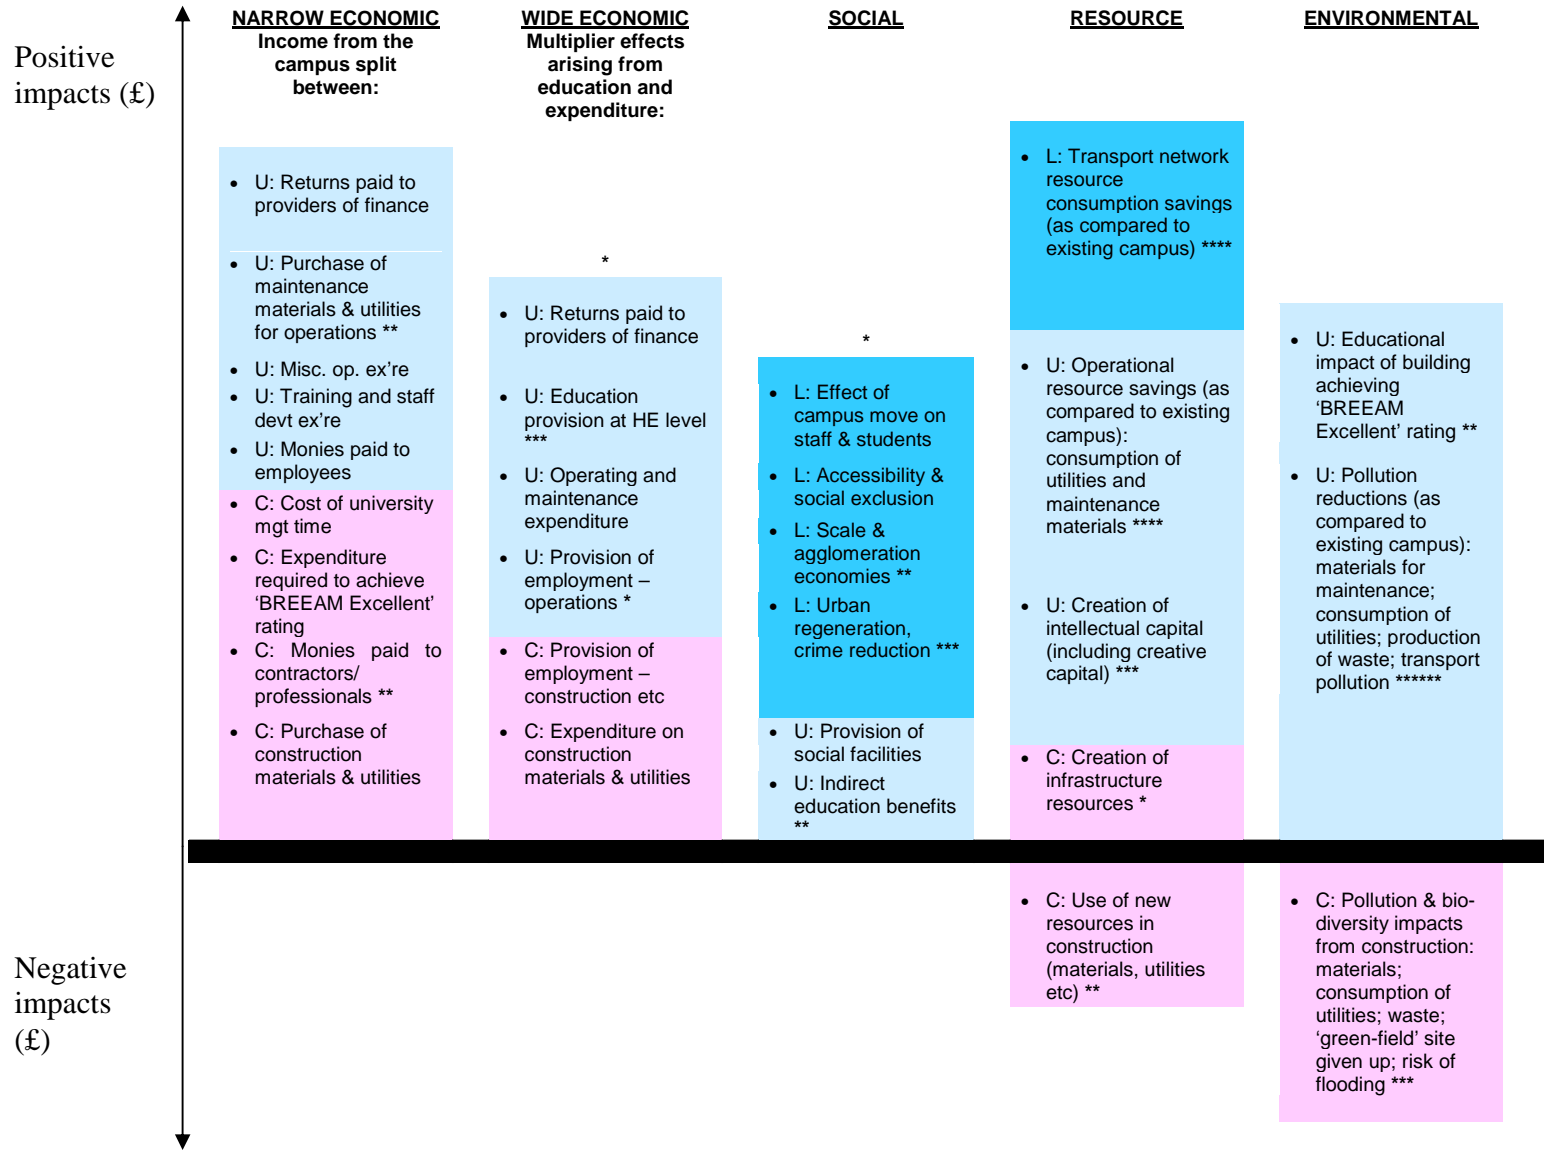 Positive
impacts (£)
NARROW ECONOMIC
Income from the
campus split
between:
• U: Returns paid to
providers of finance
• U: Purchase of
maintenance
materials & utilities
for operations **
• U: Misc. op. ex're
• U: Training and staff
devt ex're
• U: Monies paid to
employees
• C: Cost of university
mgt time
• C: Expenditure
required to achieve
‘BREEAM Excellent’
rating
• C: Monies paid to
contractors/
professionals **
• C: Purchase of
construction
materials & utilities
WIDE ECONOMIC
Multiplier effects
arising from
education and
expenditure:
*
• U: Returns paid to
providers of finance
• U: Education
provision at HE level
***
• U: Operating and
maintenance
expenditure
• U: Provision of
employment –
operations *
• C: Provision of
employment –
construction etc
• C: Expenditure on
construction
materials & utilities
SOCIAL
*
• L: Effect of
campus move on
staff & students
• L: Accessibility &
social exclusion
• L: Scale &
agglomeration
economies **
• L: Urban
regeneration,
crime reduction ***
• U: Provision of
social facilities
• U: Indirect
education benefits
**
RESOURCE
• L: Transport network
resource
consumption savings
(as compared to
existing campus) ****
• U: Operational
resource savings (as
compared to existing
campus):
consumption of
utilities and
maintenance
materials ****
• U: Creation of
intellectual capital
(including creative
capital) ***
• C: Creation of
infrastructure
resources *
• C: Use of new
resources in
construction
(materials, utilities
etc) **
ENVIRONMENTAL
• U: Educational
impact of building
achieving
‘BREEAM
Excellent’ rating **
• U: Pollution
reductions (as
compared to
existing campus):
materials for
maintenance;
consumption of
utilities; production
of waste; transport
pollution ******
• C: Pollution & bio-
diversity impacts
from construction:
materials;
consumption of
utilities; waste;
‘green-field’ site
given up; risk of
flooding ***
Negative
impacts
(£)